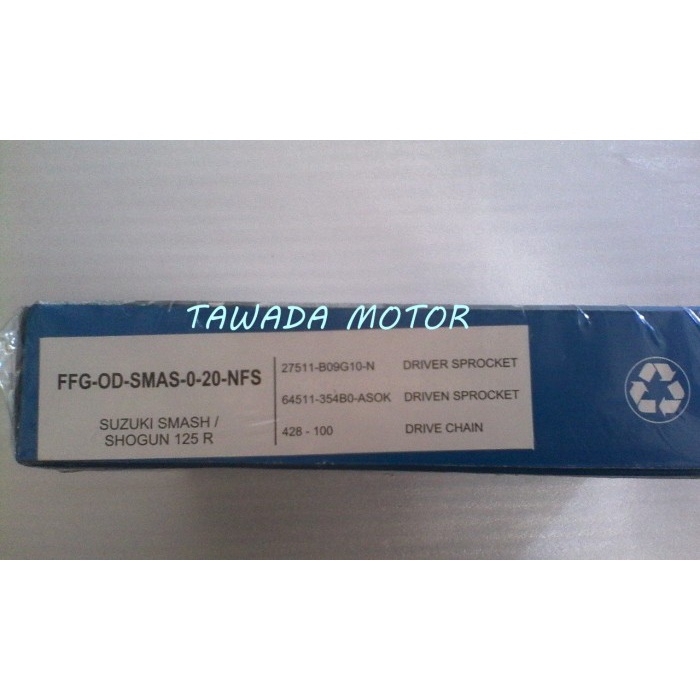 TAWADA MOTOR
FFG-OD-SMAS-0-20-NFS
SUZUKI SMASH /
SHOGUN 125 R
27511-B09G10-N DRIVER SPROCKET
64511-354B0-ASOK DRIVEN SPROCKET
428 - 100 DRIVE CHAIN